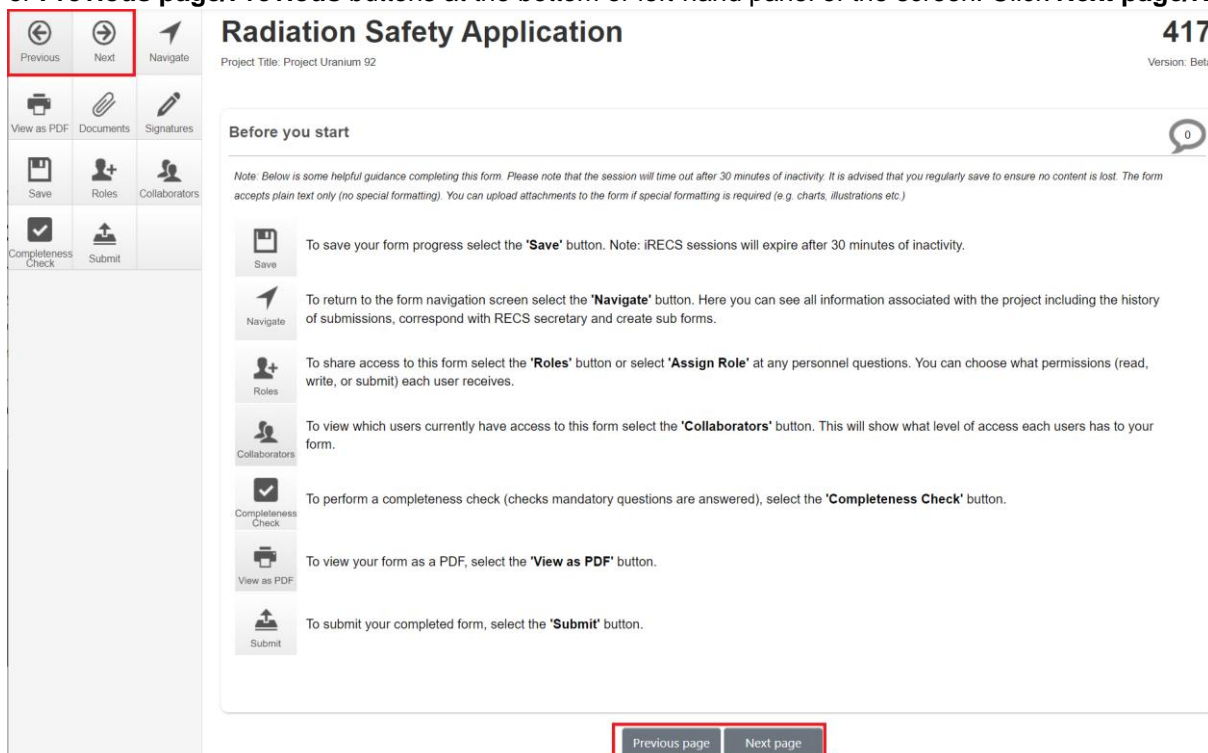 Previous
Next
Navigate
View as PDF
Documents
Signatures
Save
Roles
Collaborators
Completeness
Check
Submit
Radiation Safety Application
417
Project Title: Project Uranium 92
Version: Beta
Before you start
0
Note: Below is some helpful guidance completing this form. Please note that the session will time out after 30 minutes of inactivity. It is advised that you regularly save to ensure no content is lost. The form
accepts plain text only (no special formatting). You can upload attachments to the form if special formatting is required (e.g. charts, illustrations etc.)
Save
To save your form progress select the 'Save' button. Note: iRECS sessions will expire after 30 minutes of inactivity.
Navigate
To return to the form navigation screen select the 'Navigate' button. Here you can see all information associated with the project including the history
of submissions, correspond with RECS secretary and create sub forms.
Roles
To share access to this form select the 'Roles' button or select 'Assign Role' at any personnel questions. You can choose what permissions (read,
write, or submit) each user receives.
Collaborators
To view which users currently have access to this form select the 'Collaborators' button. This will show what level of access each users has to your
form.
Completeness
Check
To perform a completeness check (checks mandatory questions are answered), select the 'Completeness Check' button.
View as PDF
To view your form as a PDF, select the 'View as PDF' button.
Submit
To submit your completed form, select the 'Submit' button.
Previous page
Next page